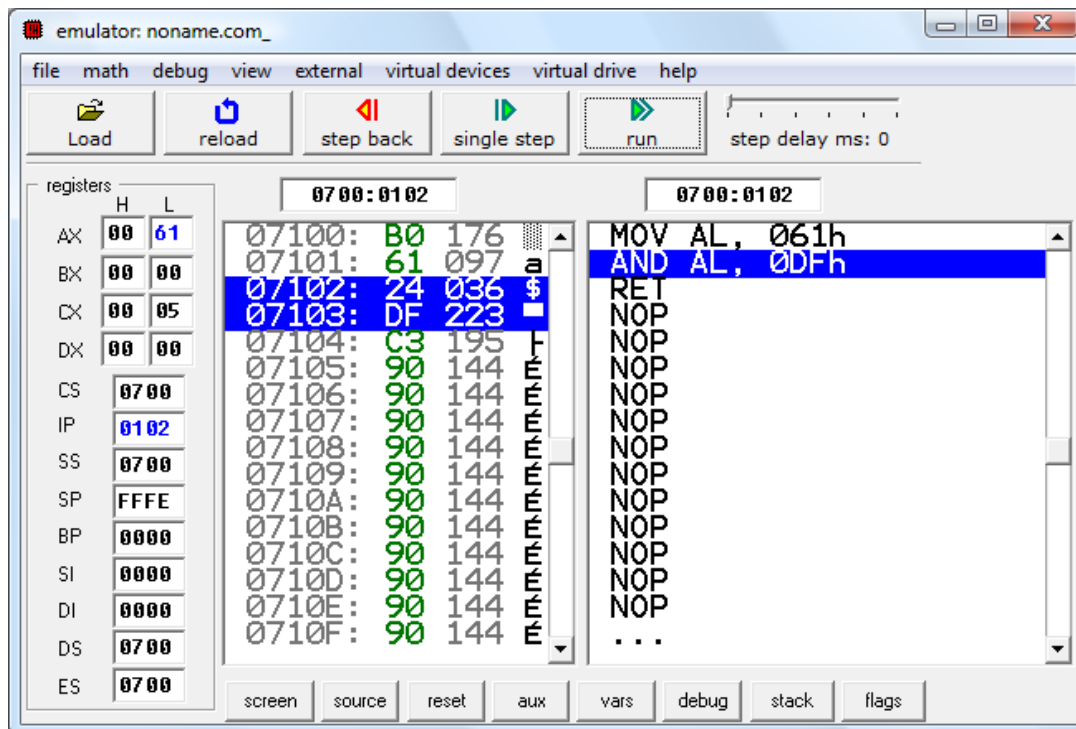 emulator: noname.com_
file math debug view external virtual devices virtual drive help
Load reload step back single step run step delay ms: 0
registers
H L
AX 00 61
BX 00 00
CX 00 05
DX 00 00
CS 0700
IP 0102
SS 0700
SP FFFE
BP 0000
SI 0000
DI 0000
DS 0700
ES 0700
0700:0102
07100: B0 176 ▒
07101: 61 097 a
07102: 24 036 $
07103: DF 223 ▀
07104: C3 195 ├
07105: 90 144 É
07106: 90 144 É
07107: 90 144 É
07108: 90 144 É
07109: 90 144 É
0710A: 90 144 É
0710B: 90 144 É
0710C: 90 144 É
0710D: 90 144 É
0710E: 90 144 É
0710F: 90 144 É
0700:0102
MOV AL, 061h
AND AL, 0DFh
RET
NOP
NOP
NOP
NOP
NOP
NOP
NOP
NOP
NOP
NOP
NOP
NOP
...
screen source reset aux vars debug stack flags